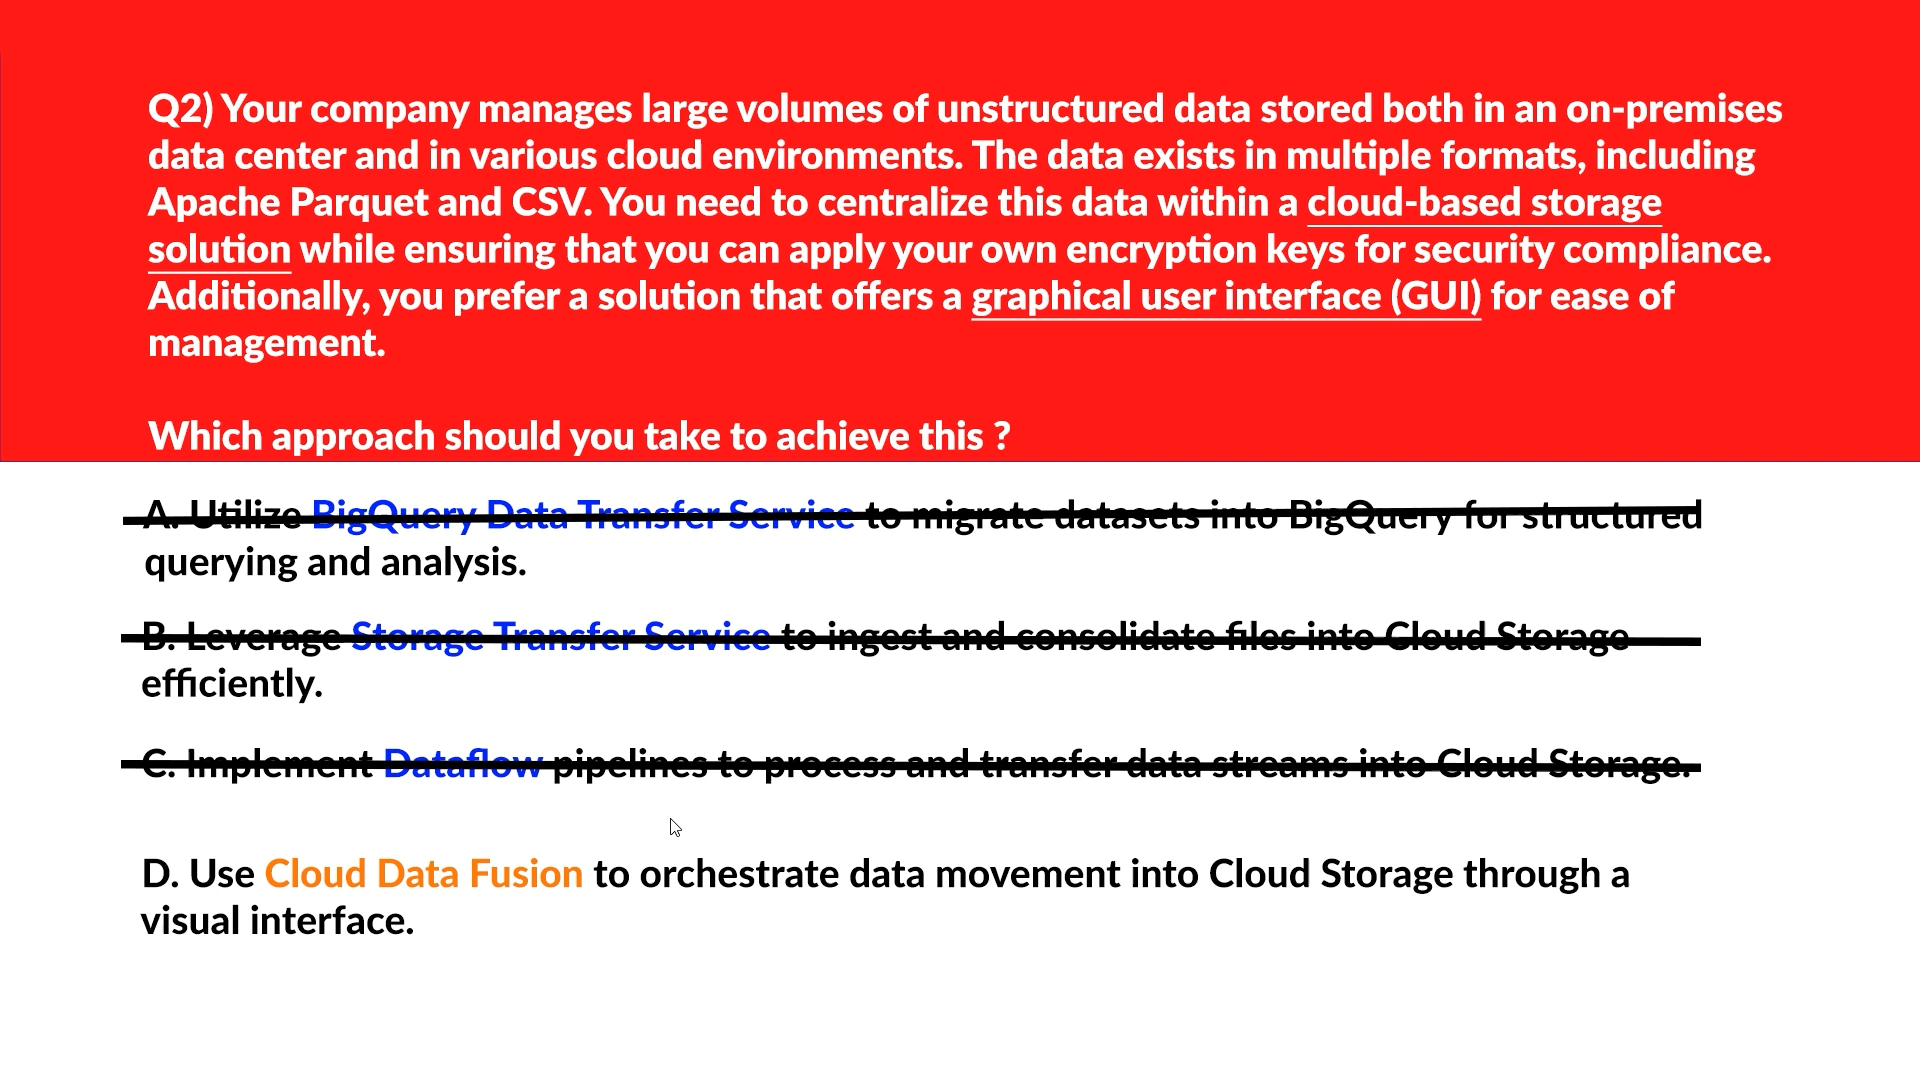 Q2) Your company manages large volumes of unstructured data stored both in an on-premises
data center and in various cloud environments. The data exists in multiple formats, including
Apache Parquet and CSV. You need to centralize this data within a cloud-based storage
solution while ensuring that you can apply your own encryption keys for security compliance.
Additionally, you prefer a solution that offers a graphical user interface (GUI) for ease of
management.
Which approach should you take to achieve this ?
A. Utilize BigQuery Data Transfer Service to migrate datasets into BigQuery for structured
querying and analysis.
B. Leverage Storage Transfer Service to ingest and consolidate files into Cloud Storage
efficiently.
C. Implement Dataflow pipelines to process and transfer data streams into Cloud Storage.
D. Use Cloud Data Fusion to orchestrate data movement into Cloud Storage through a
visual interface.